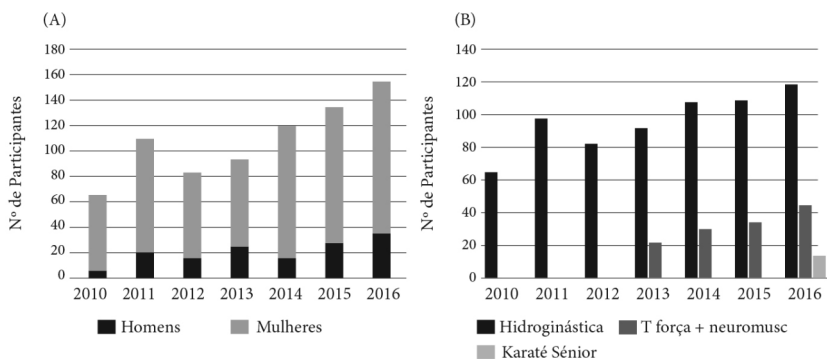 (A)
180
160
140
120
100
80
60
40
20
0
Nº de Participantes
2010 2011 2012 2013 2014 2015 2016
Homens Mulheres
(B)
140
120
100
80
60
40
20
0
Nº de Participantes
2010 2011 2012 2013 2014 2015 2016
Hidroginástica T força + neuromusc
Karaté Sénior